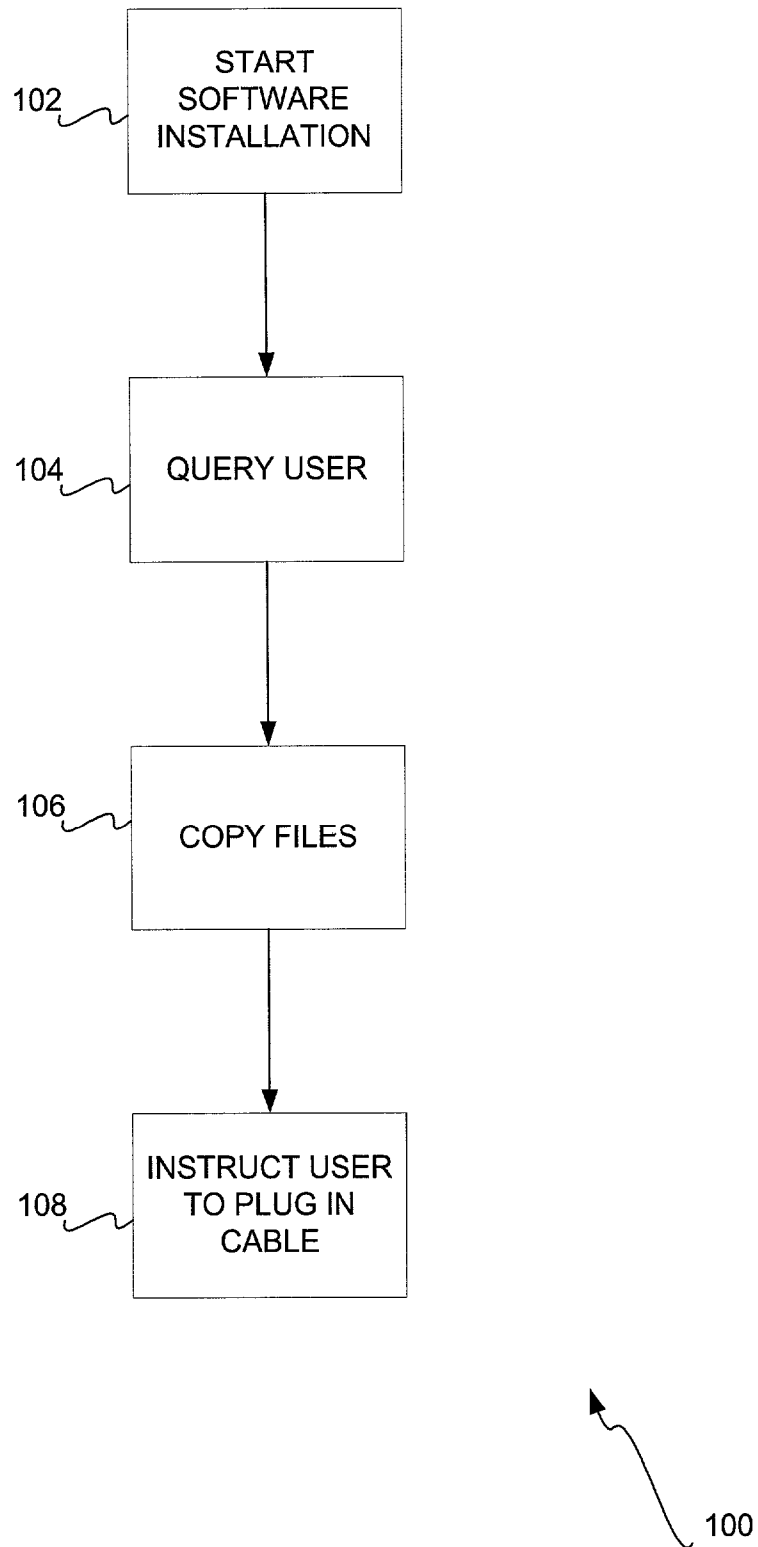 START
SOFTWARE
INSTALLATION
102
QUERY USER
104
COPY FILES
106
INSTRUCT USER
TO PLUG IN
CABLE
108
100